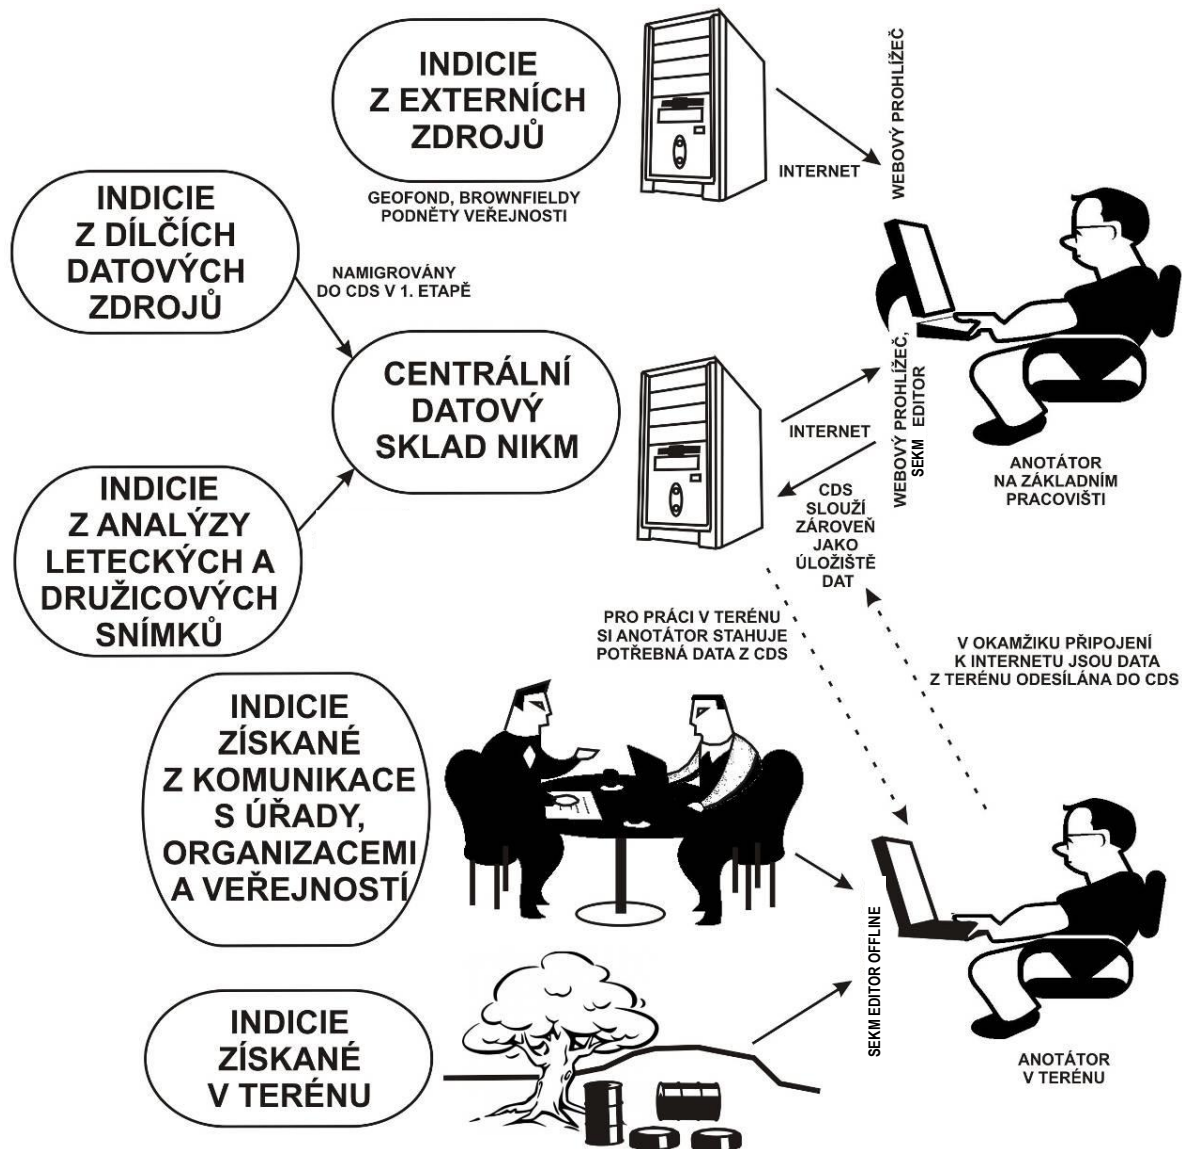 INDICIE
Z EXTERNÍCH
ZDROJŮ
GEOFOND, BROWNFIELDY
PODNĚTY VEŘEJNOSTI
INTERNET
WEBOVÝ PROHLÍŽEČ
INDICIE
Z DÍLČÍCH
DATOVÝCH
ZDROJŮ
NAMIGROVÁNY
DO CDS V 1. ETAPĚ
CENTRÁLNÍ
DATOVÝ
SKLAD NIKM
INTERNET
WEBOVÝ PROHLÍŽEČ,
SEKM EDITOR
ANOTÁTOR
NA ZÁKLADNÍM
PRACOVIŠTI
INDICIE
Z ANALÝZY
LETECKÝCH A
DRUŽICOVÝCH
SNÍMKŮ
CDS
SLOUŽÍ
ZÁROVEŇ
JAKO
ÚLOŽIŠTĚ
DAT
PRO PRÁCI V TERÉNU
SI ANOTÁTOR STAHUJE
POTŘEBNÁ DATA Z CDS
V OKAMŽIKU PŘIPOJENÍ
K INTERNETU JSOU DATA
Z TERÉNU ODESÍLÁNA DO CDS
INDICIE
ZÍSKANÉ
Z KOMUNIKACE
S ÚŘADY,
ORGANIZACEMI
A VEŘEJNOSTÍ
SEKM EDITOR OFFLINE
INDICIE
ZÍSKANÉ
V TERÉNU
ANOTÁTOR
V TERÉNU